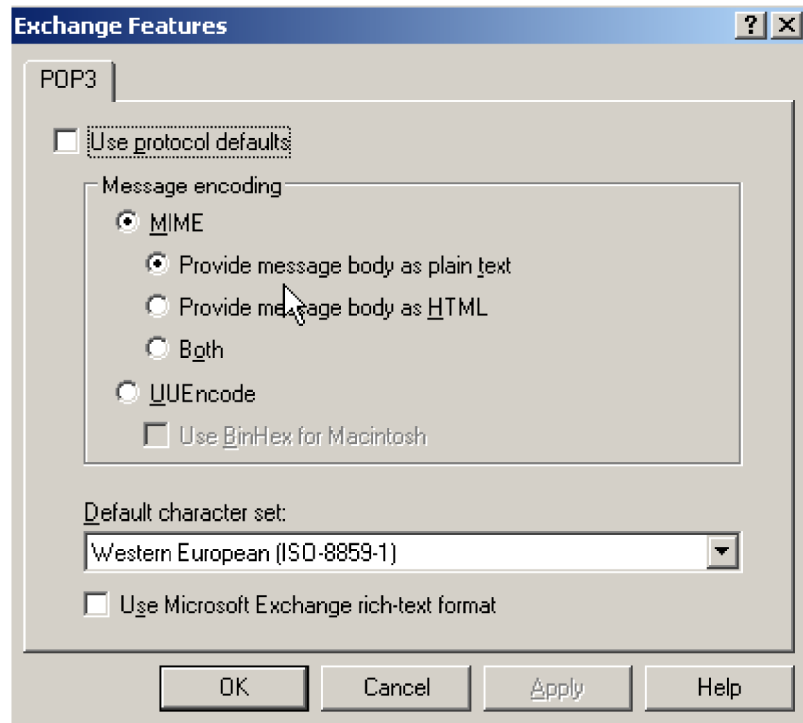 Exchange Features
POP3
Use protocol defaults
Message encoding
MIME
Provide message body as plain text
Provide message body as HTML
Both
UUEncode
Use BinHex for Macintosh
Default character set:
Western European (ISO-8859-1)
Use Microsoft Exchange rich-text format
OK Cancel Apply Help